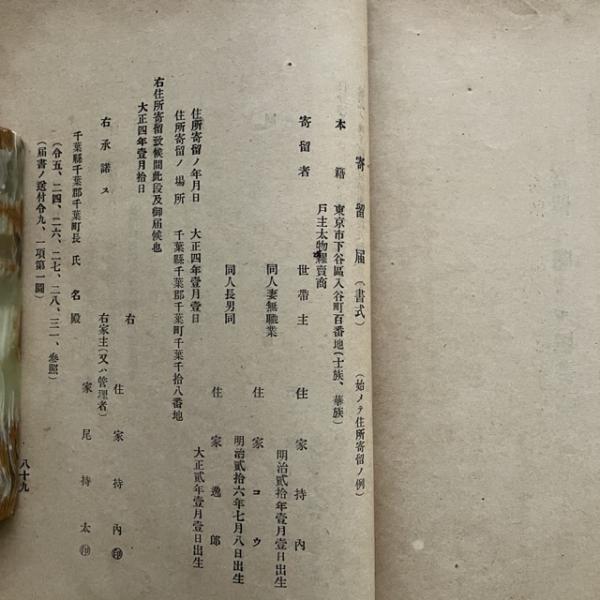 寄留届(書式) (始メテ住所寄留ノ例)
本籍 東京市下谷區入谷町百番地(士族、華族)
戸主太物糶賣商
寄留者 世帶主 住家持內
明治貳拾年壹月壹日出生
同人妻無職業 住家コウ
明治貳拾六年七月八日出生
同人長男同 住家逸郎
大正貳年壹月壹日出生
住所寄留ノ年月日 大正四年壹月壹日
住所寄留ノ場所 千葉縣千葉郡千葉町千葉千拾八番地
右住所寄留致候間此段及御届候也
大正四年壹月拾日
右 住家持內㊞
右承諾ス
右家主(又ハ管理者)
家尾持太㊞
千葉縣千葉郡千葉町長氏名殿
(令五、二四、二六、二七、二八、三一、參照)
(届書ノ送付令九、一項第一圖)
八十九